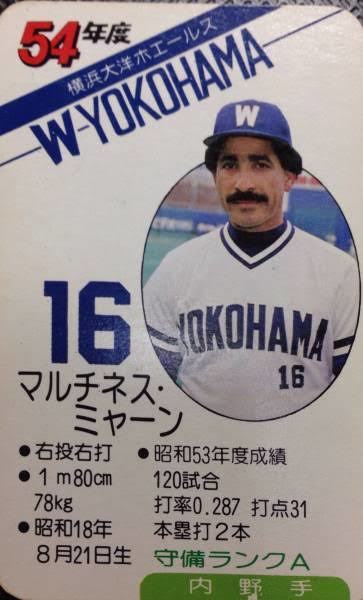 54年度
横浜大洋ホエールズ
W-YOKOHAMA
W
YOKOHAMA
16
16
マルチネス・
ミヤーン
●右投右打
●1m80cm
78kg
●昭和18年
8月21日生
●昭和53年度成績
120試合
打率0.287 打点31
本塁打2本
守備ランクA
内野手